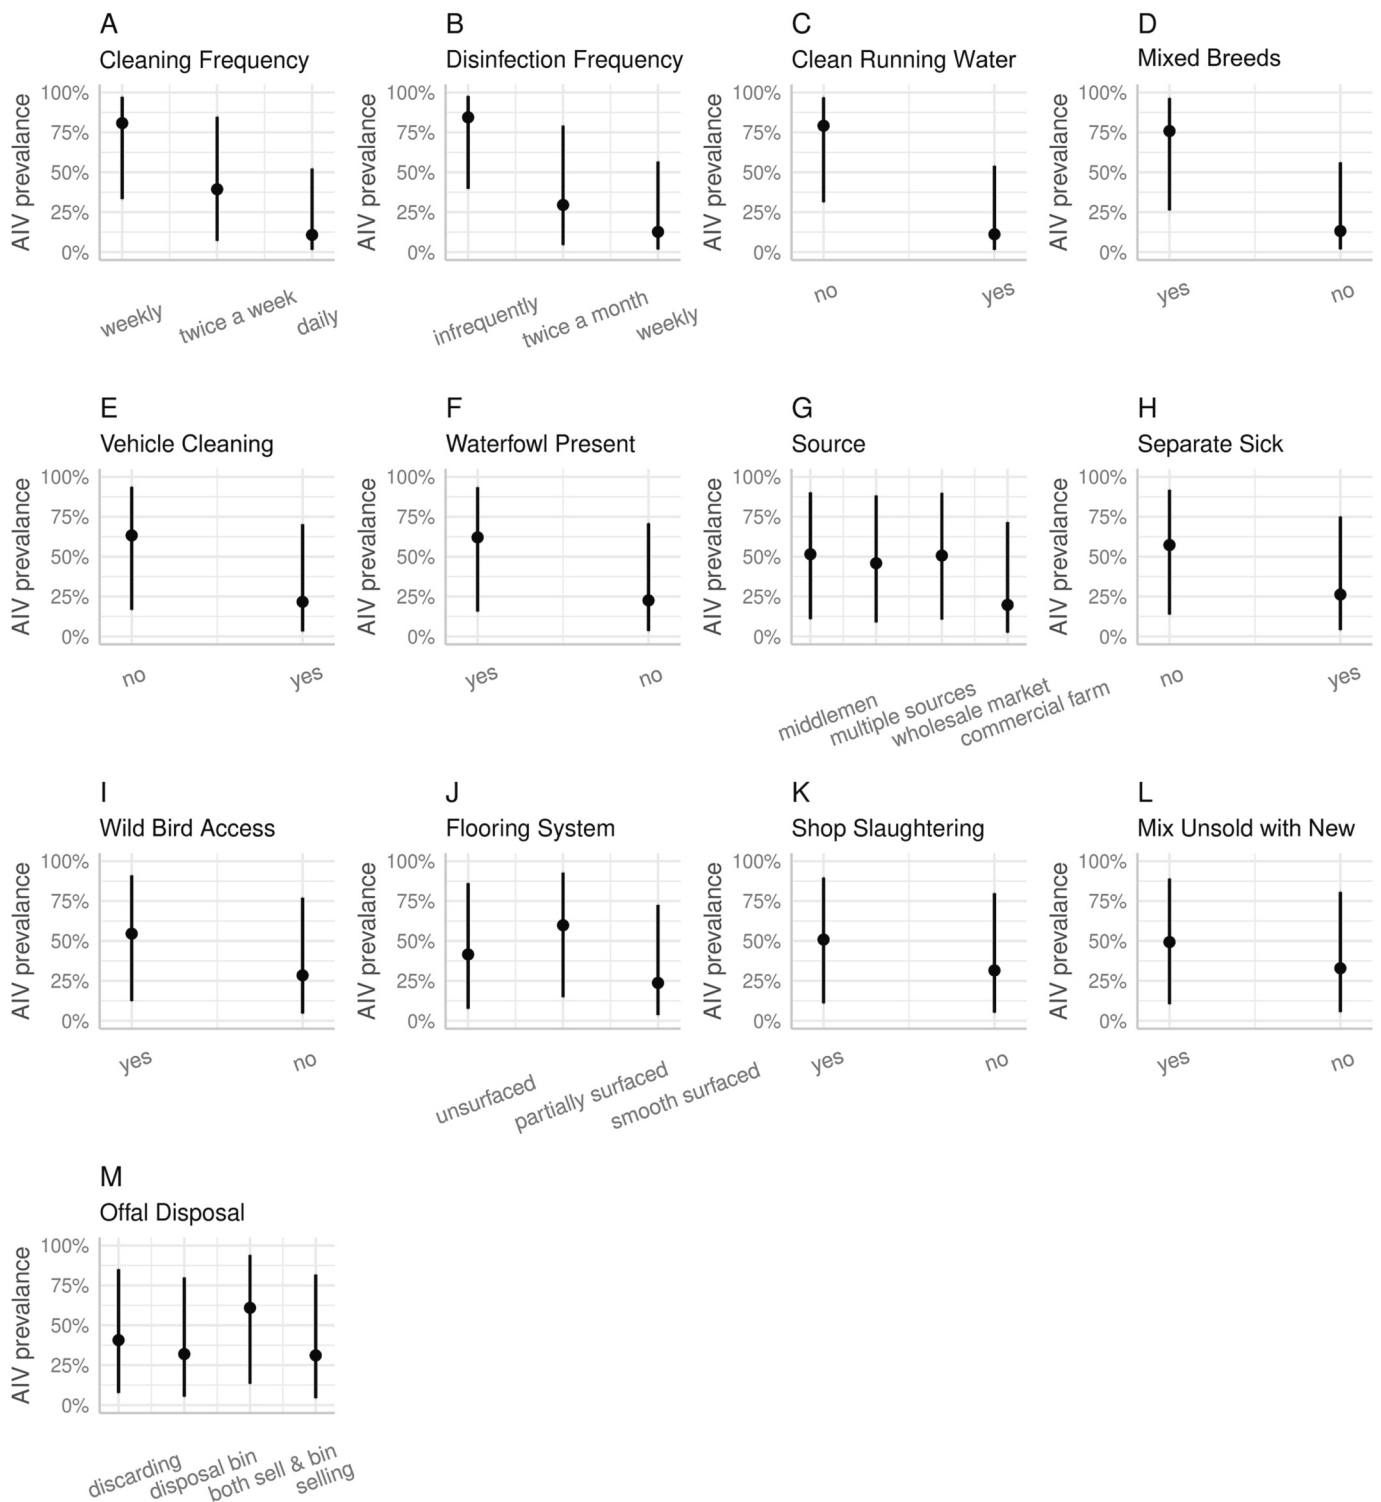 A
Cleaning Frequency
AIV prevalance
100%
75%
50%
25%
0%
weekly
twice a week
daily
B
Disinfection Frequency
AIV prevalance
100%
75%
50%
25%
0%
infrequently
twice a month
weekly
C
Clean Running Water
AIV prevalance
100%
75%
50%
25%
0%
no
yes
D
Mixed Breeds
AIV prevalance
100%
75%
50%
25%
0%
yes
no
E
Vehicle Cleaning
AIV prevalance
100%
75%
50%
25%
0%
no
yes
F
Waterfowl Present
AIV prevalance
100%
75%
50%
25%
0%
yes
no
G
Source
AIV prevalance
100%
75%
50%
25%
0%
middlemen
multiple sources
wholesale market
commercial farm
H
Separate Sick
AIV prevalance
100%
75%
50%
25%
0%
no
yes
I
Wild Bird Access
AIV prevalance
100%
75%
50%
25%
0%
yes
no
J
Flooring System
AIV prevalance
100%
75%
50%
25%
0%
unsurfaced
partially surfaced
smooth surfaced
K
Shop Slaughtering
AIV prevalance
100%
75%
50%
25%
0%
yes
no
L
Mix Unsold with New
AIV prevalance
100%
75%
50%
25%
0%
yes
no
M
Offal Disposal
AIV prevalance
100%
75%
50%
25%
0%
discarding
disposal bin
both sell & bin
selling